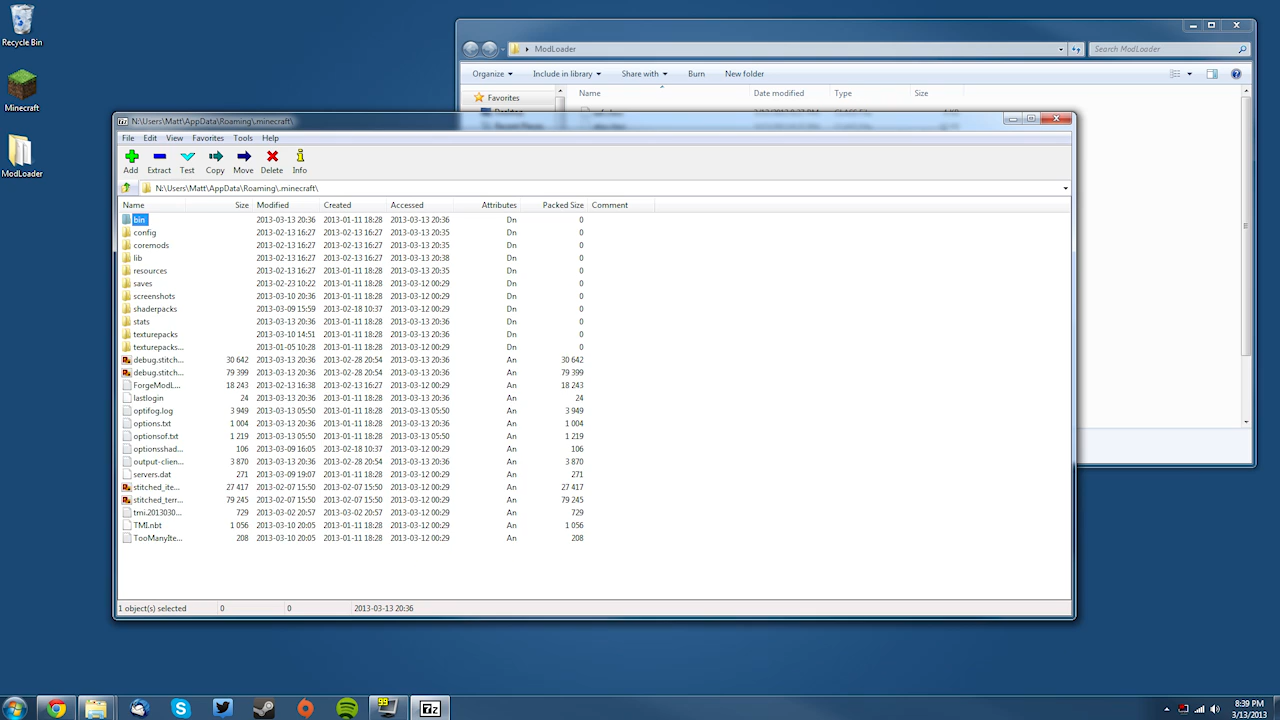 Recycle Bin
Minecraft
ModLoader
ModLoader
Search ModLoader
Organize Include in library Share with Burn New folder
Favorites
Name Date modified Type Size
N:\Users\Matt\AppData\Roaming\.minecraft\
File Edit View Favorites Tools Help
Add Extract Test Copy Move Delete Info
N:\Users\Matt\AppData\Roaming\.minecraft\
Name Size Modified Created Accessed Attributes Packed Size Comment
bin 2013-03-13 20:36 2013-01-11 18:28 2013-03-13 20:36 Dn 0
config 2013-02-13 16:27 2013-02-13 16:27 2013-03-13 20:35 Dn 0
coremods 2013-02-13 16:27 2013-02-13 16:27 2013-03-13 20:35 Dn 0
lib 2013-02-13 16:27 2013-02-13 16:27 2013-03-13 20:38 Dn 0
resources 2013-02-13 16:27 2013-01-11 18:28 2013-03-13 20:35 Dn 0
saves 2013-02-23 10:22 2013-01-11 18:28 2013-03-12 00:29 Dn 0
screenshots 2013-03-10 20:36 2013-01-11 18:28 2013-03-12 00:29 Dn 0
shaderpacks 2013-03-09 15:59 2013-02-18 10:37 2013-03-12 00:29 Dn 0
stats 2013-03-13 20:36 2013-01-11 18:28 2013-03-13 20:36 Dn 0
texturepacks 2013-03-10 14:51 2013-01-11 18:28 2013-03-12 00:29 Dn 0
texturepacks... 2013-01-05 10:28 2013-01-11 18:28 2013-03-12 00:29 Dn 0
debug.stitch... 30 642 2013-03-13 20:36 2013-02-28 20:54 2013-03-13 20:36 An 30 642
debug.stitch... 79 399 2013-03-13 20:36 2013-02-28 20:54 2013-03-13 20:36 An 79 399
ForgeModL... 18 243 2013-02-13 16:38 2013-02-13 16:27 2013-03-12 00:29 An 18 243
lastlogin 24 2013-03-13 20:36 2013-01-11 18:28 2013-03-13 20:36 An 24
optifog.log 3 949 2013-03-13 05:50 2013-01-11 18:28 2013-03-13 05:50 An 3 949
options.txt 1 004 2013-03-13 20:36 2013-01-11 18:28 2013-03-13 20:36 An 1 004
optionsof.txt 1 219 2013-03-13 05:50 2013-01-11 18:28 2013-03-13 05:50 An 1 219
optionsshad... 106 2013-03-09 16:05 2013-02-18 10:37 2013-03-12 00:29 An 106
output-clien... 3 870 2013-03-13 20:36 2013-02-28 20:54 2013-03-13 20:36 An 3 870
servers.dat 271 2013-03-09 19:07 2013-01-11 18:28 2013-03-12 00:29 An 271
stitched_ite... 27 417 2013-02-07 15:50 2013-02-07 15:50 2013-03-12 00:29 An 27 417
stitched_terr... 79 245 2013-02-07 15:50 2013-02-07 15:50 2013-03-12 00:29 An 79 245
tmi.2013030... 729 2013-03-02 20:57 2013-03-02 20:57 2013-03-12 00:29 An 729
TMI.nbt 1 056 2013-03-10 20:05 2013-01-11 18:28 2013-03-12 00:29 An 1 056
TooManyIte... 208 2013-03-10 20:05 2013-01-11 18:28 2013-03-12 00:29 An 208
1 object(s) selected 0 0 2013-03-13 20:36
99
7z
8:39 PM
3/13/2013